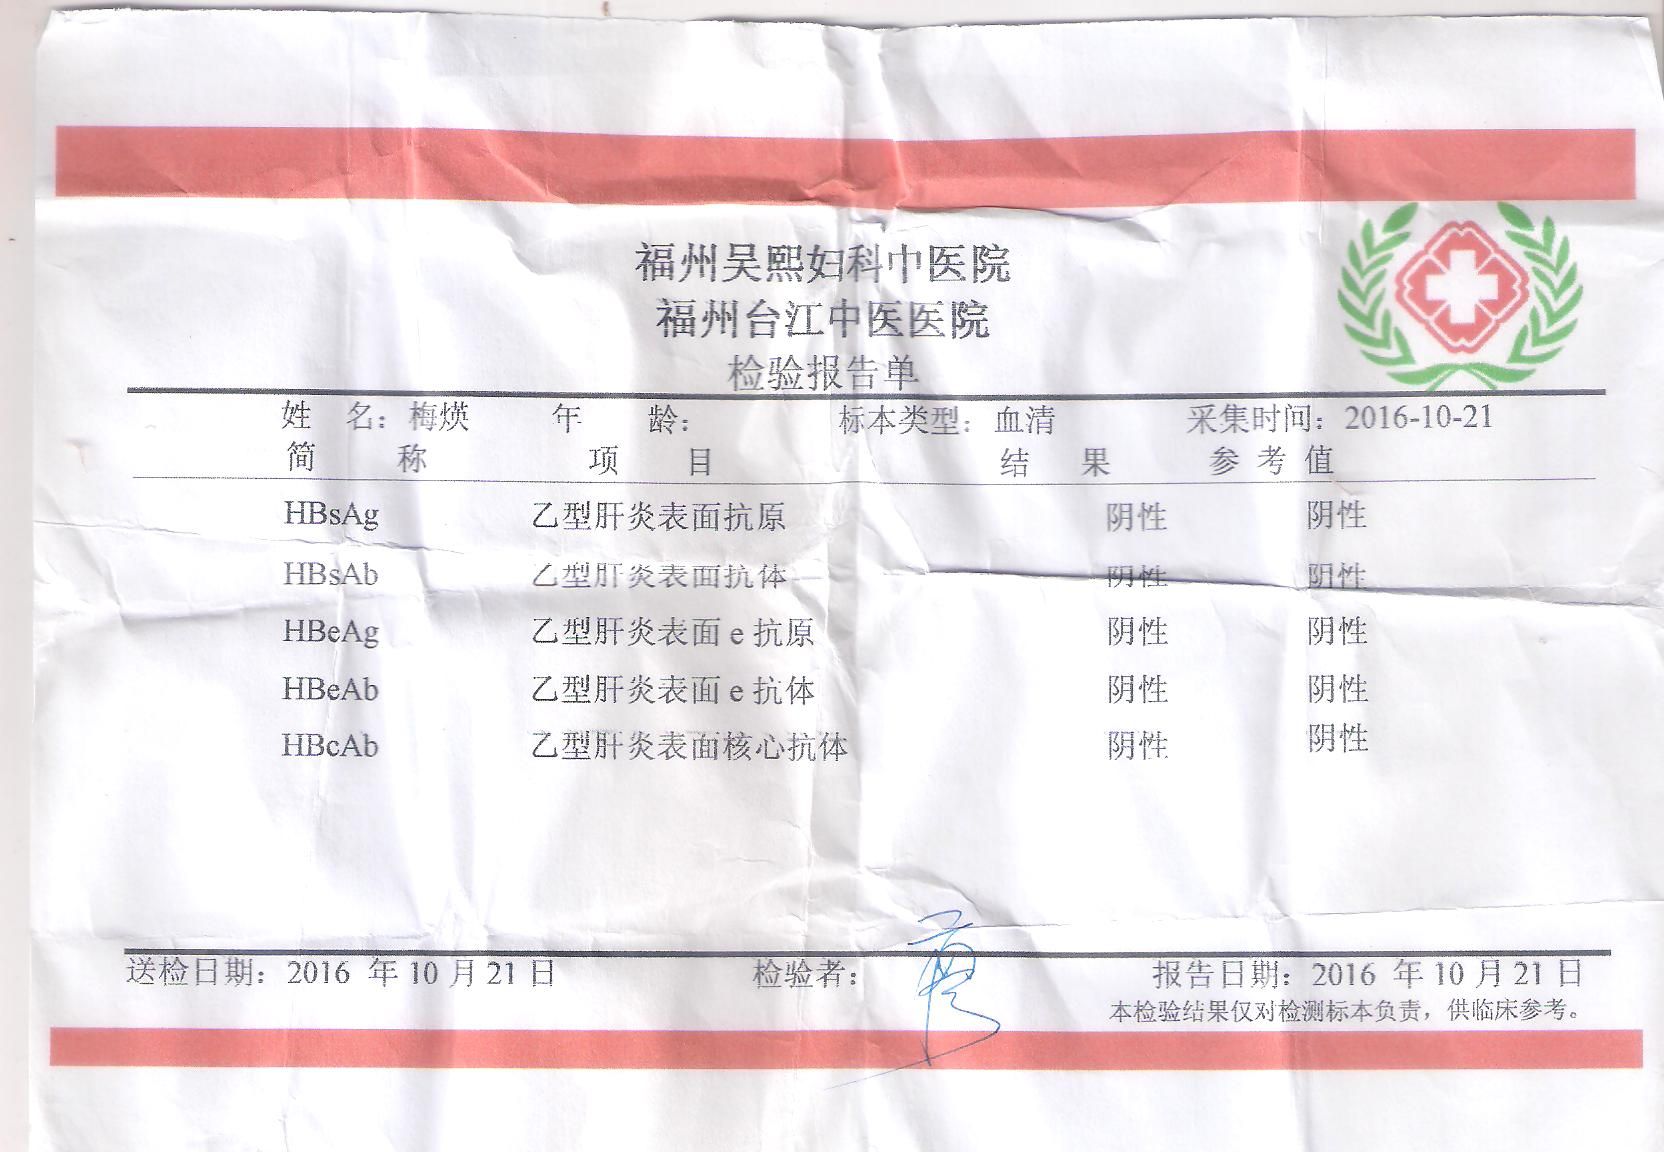 福州吴熙妇科中医院
福州台江中医医院
检验报告单
姓 名：梅煐 年 龄： 标本类型：血清 采集时间：2016-10-21
简 称 项 目 结 果 参 考 值
HBsAg 乙型肝炎表面抗原 阴性 阴性
HBsAb 乙型肝炎表面抗体 阴性 阴性
HBeAg 乙型肝炎表面 e 抗原 阴性 阴性
HBeAb 乙型肝炎表面 e 抗体 阴性 阴性
HBcAb 乙型肝炎表面核心抗体 阴性 阴性
送检日期：2016 年 10 月 21 日 检验者： 报告日期：2016 年 10 月 21 日
本检验结果仅对检测标本负责，供临床参考。